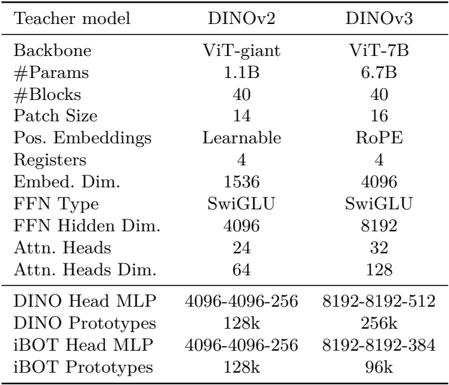 Teacher model DINOv2 DINOv3
Backbone ViT-giant ViT-7B
#Params 1.1B 6.7B
#Blocks 40 40
Patch Size 14 16
Pos. Embeddings Learnable RoPE
Registers 4 4
Embed. Dim. 1536 4096
FFN Type SwiGLU SwiGLU
FFN Hidden Dim. 4096 8192
Attn. Heads 24 32
Attn. Heads Dim. 64 128
DINO Head MLP 4096-4096-256 8192-8192-512
DINO Prototypes 128k 256k
iBOT Head MLP 4096-4096-256 8192-8192-384
iBOT Prototypes 128k 96k